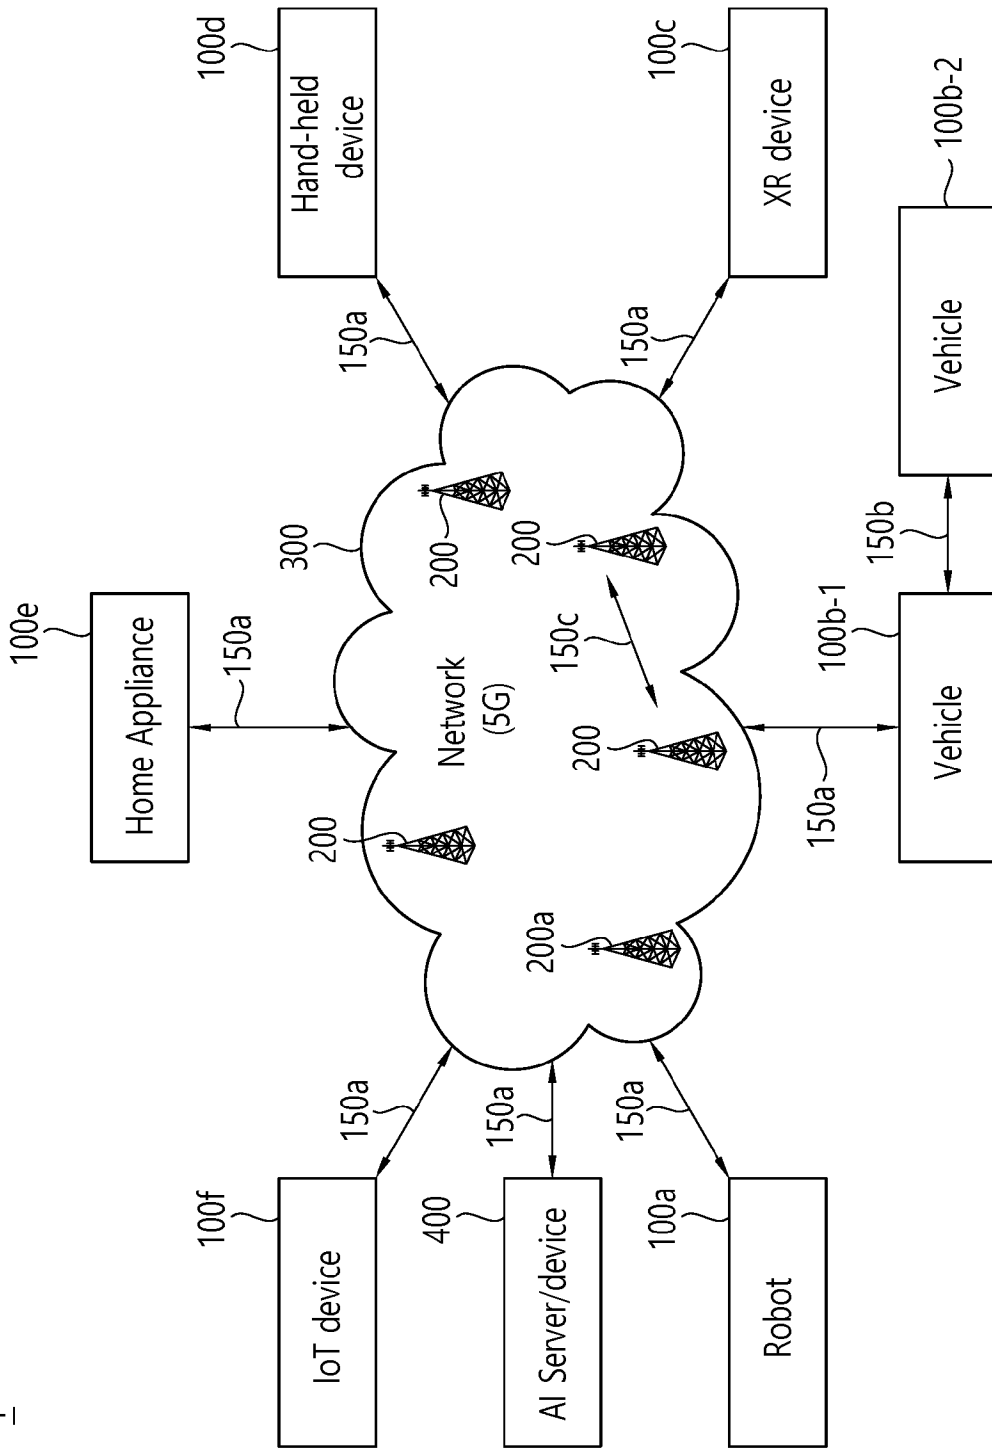 100e
Home Appliance
150a
100f
100d
300
IoT device
Hand-held
device
200
150a
150a
400
200
Network
(5G)
150a
200
200a
AI Server/device
150c
200
150a
150a
100a
100c
Robot
XR device
150a
100b-1
150b
Vehicle
Vehicle
100b-2